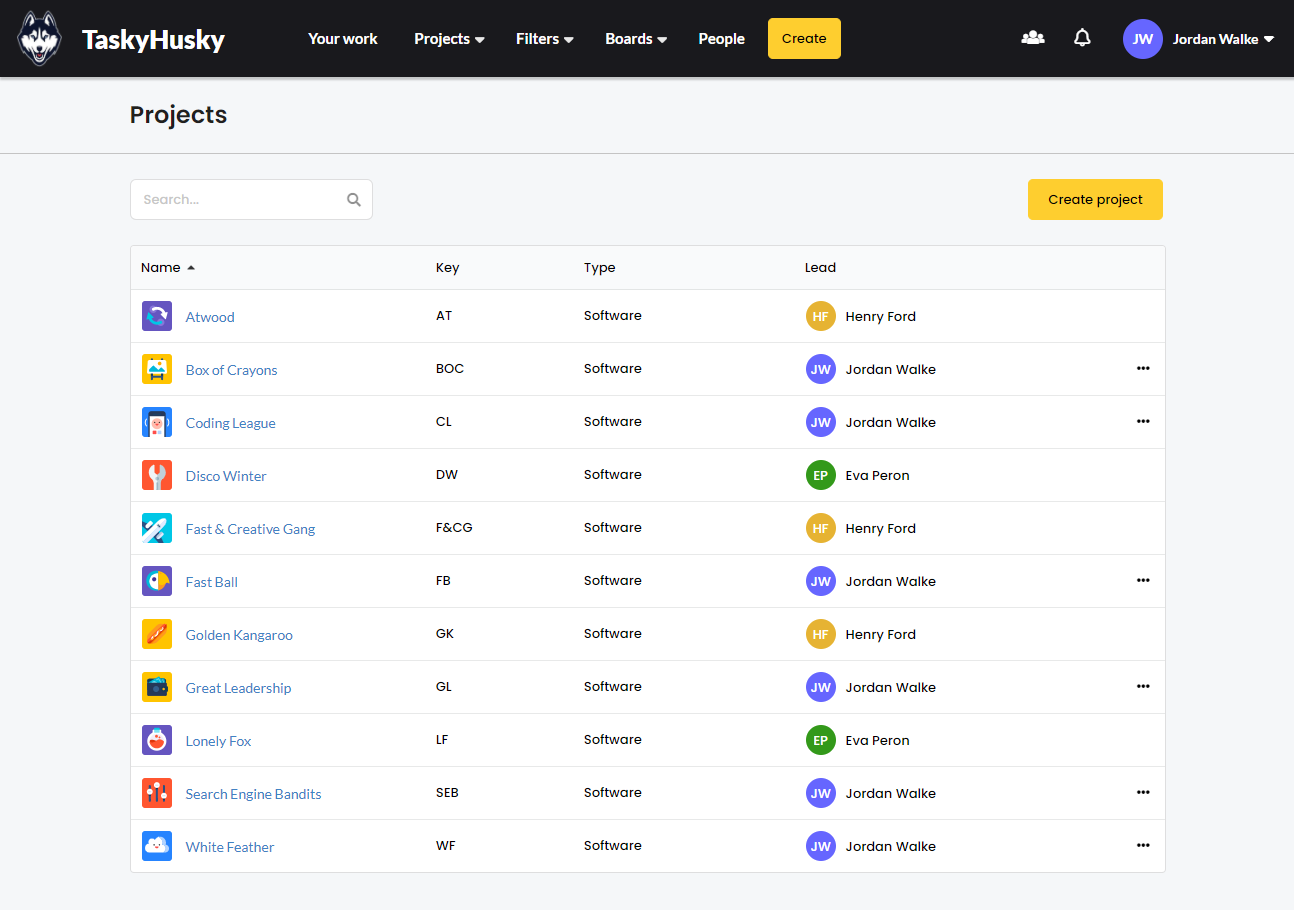 TaskyHusky Your work Projects Filters Boards People Create JW Jordan Walke
Projects
Search... Create project
Name Key Type Lead
Atwood AT Software HF Henry Ford
Box of Crayons BOC Software JW Jordan Walke
Coding League CL Software JW Jordan Walke
Disco Winter DW Software EP Eva Peron
Fast & Creative Gang F&CG Software HF Henry Ford
Fast Ball FB Software JW Jordan Walke
Golden Kangaroo GK Software HF Henry Ford
Great Leadership GL Software JW Jordan Walke
Lonely Fox LF Software EP Eva Peron
Search Engine Bandits SEB Software JW Jordan Walke
White Feather WF Software JW Jordan Walke